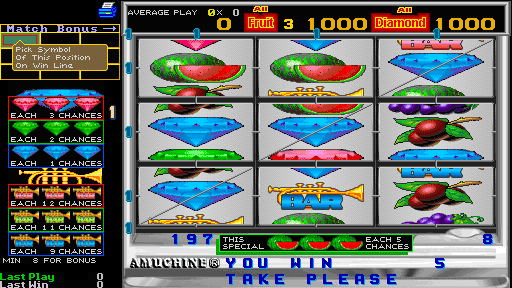 Match Bonus
Pick Symbol
Of This Position
On Win Line
AVERAGE PLAY 0x 0
0 All Fruit 3 1,000 All Diamond 1000
BAR
EACH 3 CHANCES
1
EACH 2 CHANCES
EACH 1 CHANCES
EACH 12 CHANCES
EACH 11 CHANCES
EACH 9 CHANCES
MIN 8 FOR BONUS
BAR
BAR
197
THIS SPECIAL
EACH 5 CHANCES
8
AMUCHINE®
YOU WIN 5
TAKE PLEASE
Last Play 0
Last Win 0